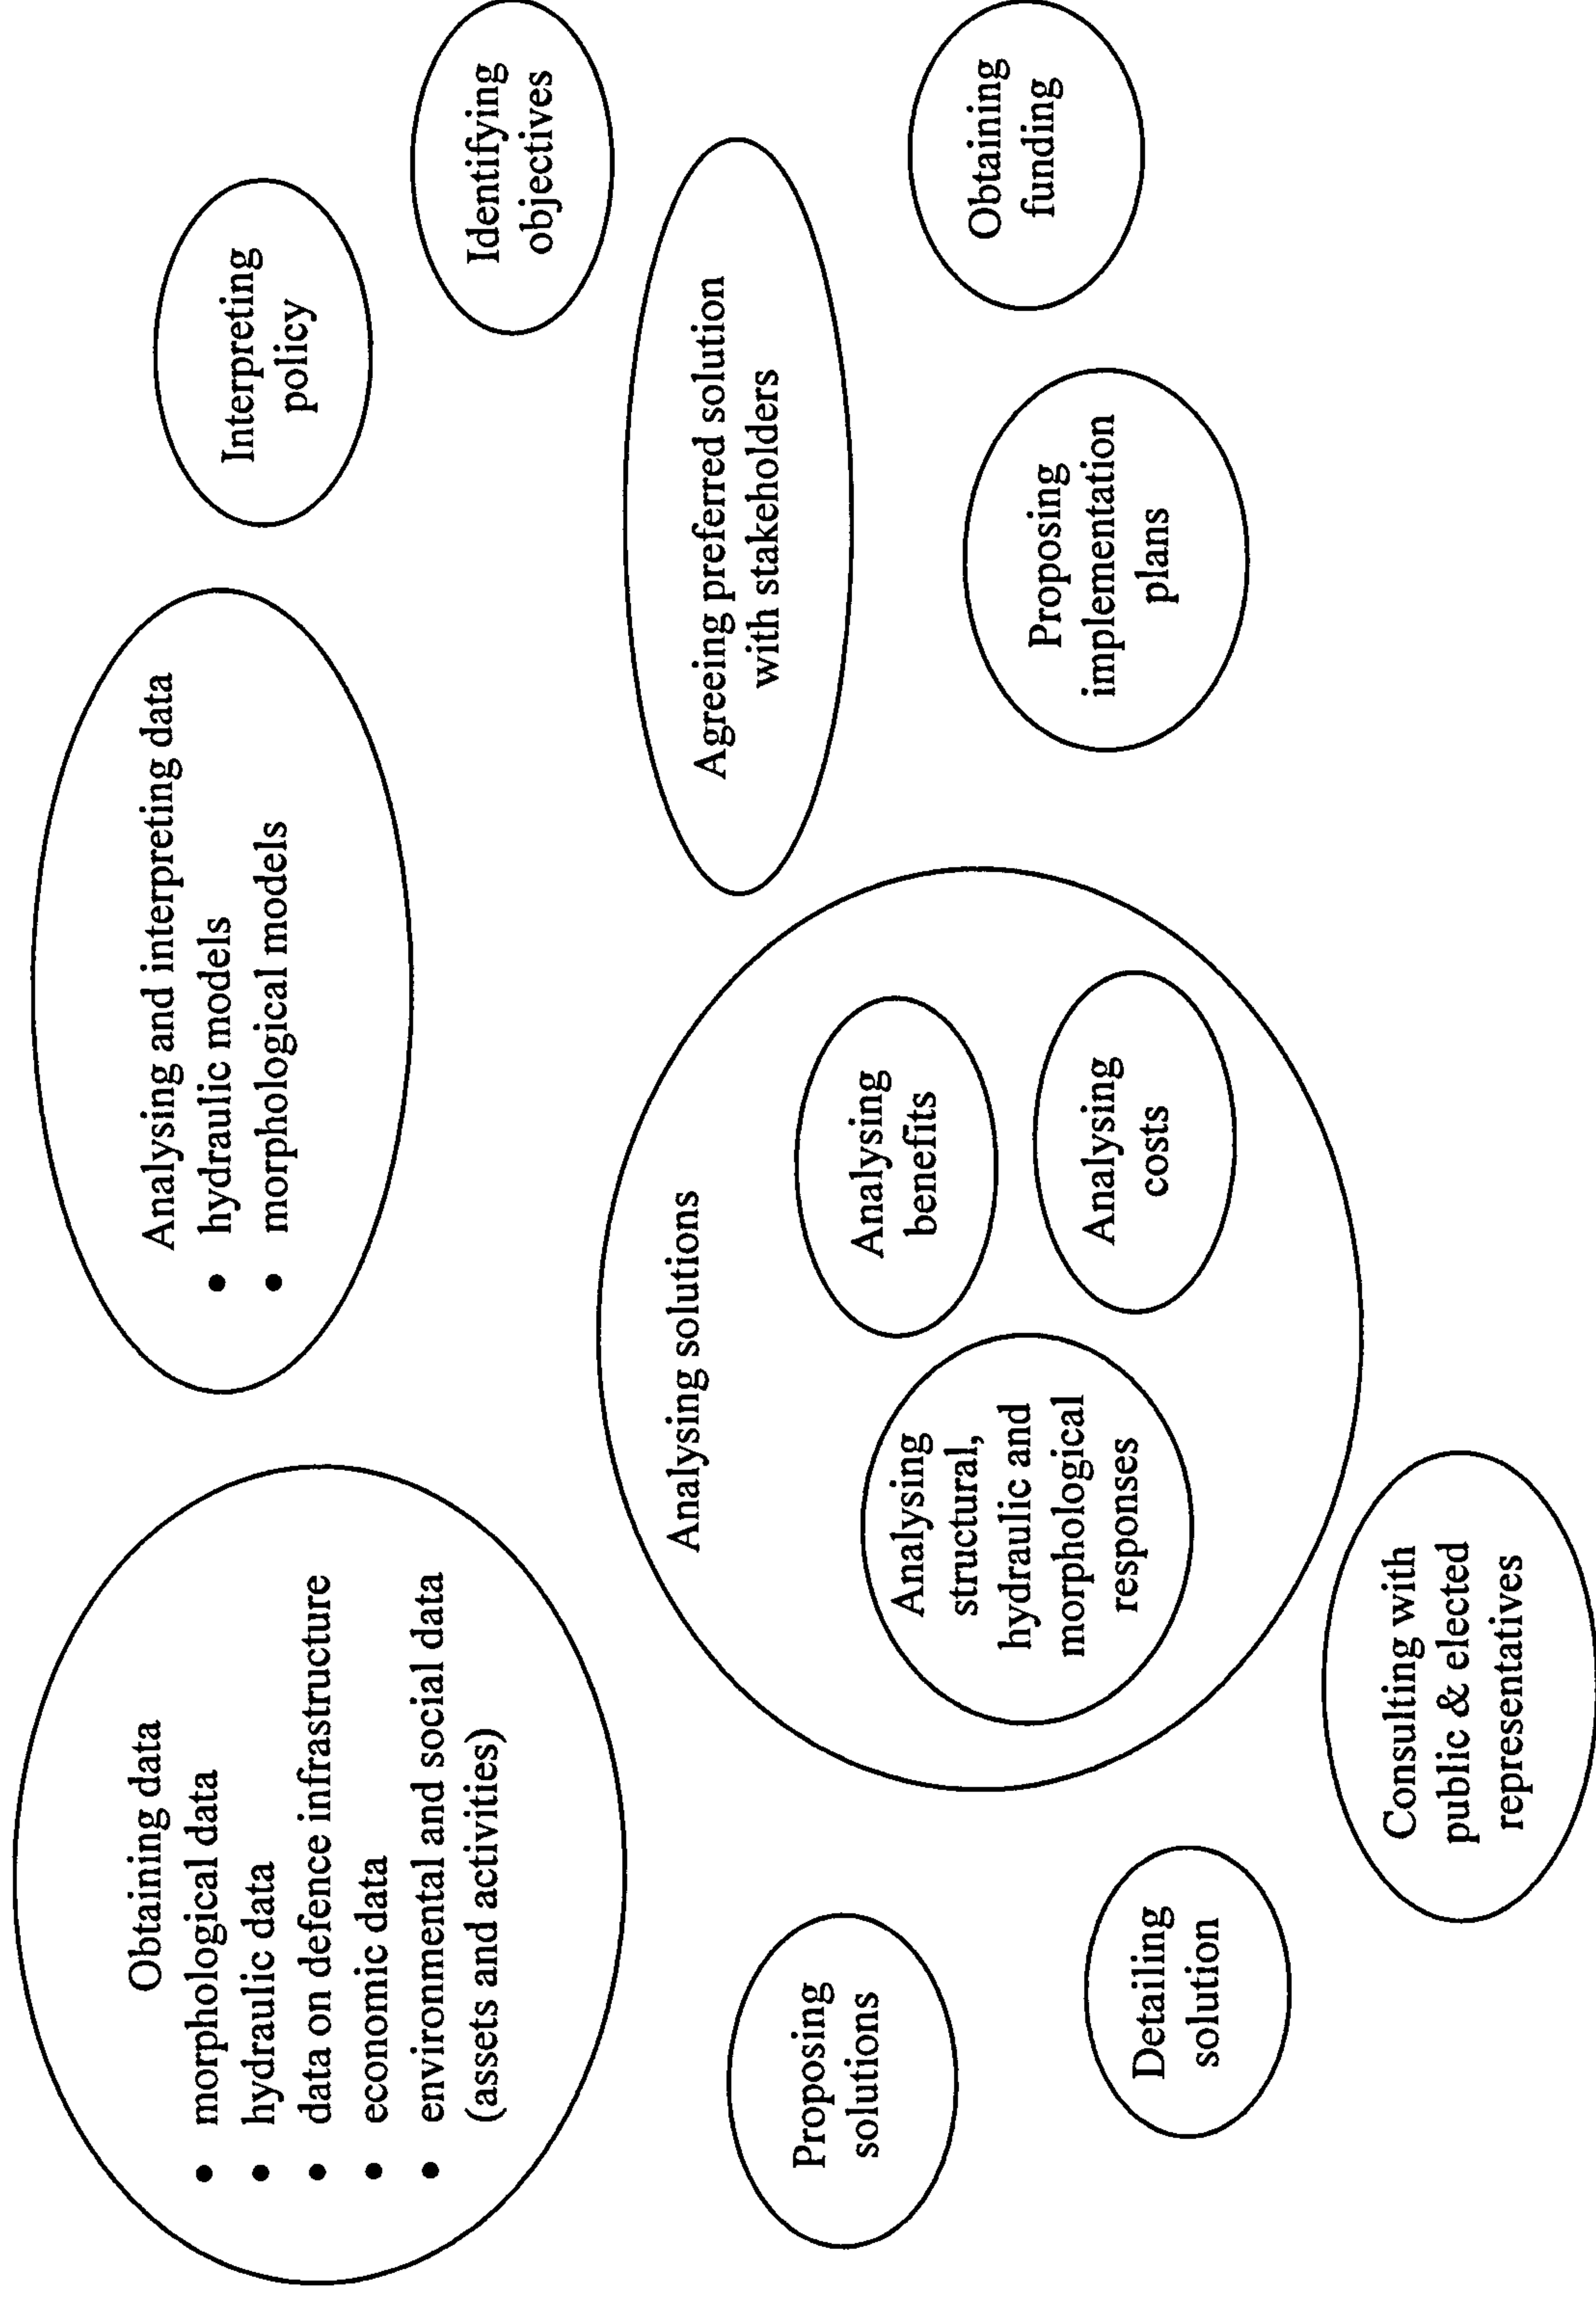 Obtaining data
• morphological data
• hydraulic data
• data on defence infrastructure
• economic data
• environmental and social data
(assets and activities)
Analysing and interpreting data
• hydraulic models
• morphological models
Interpreting
policy
Identifying
objectives
Agreeing preferred solution
with stakeholders
Analysing solutions
Analysing
structural,
hydraulic and
morphological
responses
Analysing
benefits
Analysing
costs
Proposing
solutions
Detailing
solution
Consulting with
public & elected
representatives
Proposing
implementation
plans
Obtaining
funding